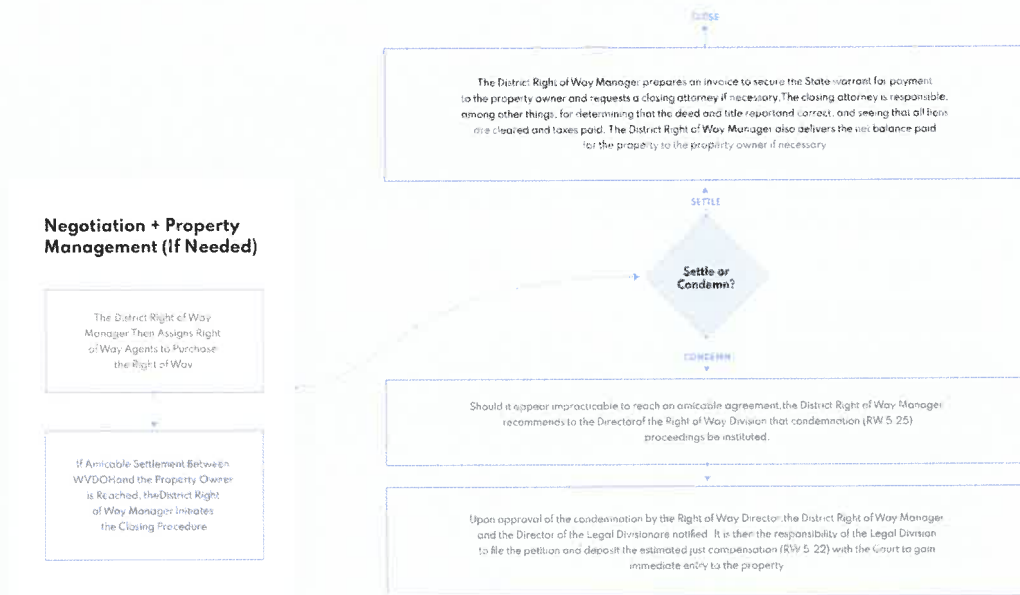 CLOSE
The District Right of Way Manager prepares an invoice to secure the State warrant for payment
to the property owner and requests a closing attorney if necessary.The closing attorney is responsible,
among other things, for determining that the deed and title reportand correct, and seeing that all liens
are cleared and taxes paid. The District Right of Way Manager also delivers the net balance paid
for the property to the property owner if necessary
SETTLE
Settle or
Condemn?
CONDEMN
Should it appear impracticable to reach an amicable agreement,the District Right of Way Manager
recommends to the Directorof the Right of Way Division that condemnation (RW 5.25)
proceedings be instituted.
Upon approval of the condemnation by the Right of Way Director,the District Right of Way Manager
and the Director of the Legal Divisionare notified. It is then the responsibility of the Legal Division
to file the petition and deposit the estimated just compensation (RW 5.22) with the Court to gain
immediate entry to the property
Negotiation + Property
Management (If Needed)
The District Right of Way
Manager Then Assigns Right
of Way Agents to Purchase
the Right of Way
If Amicable Settlement Between
WVDOHand the Property Owner
is Reached, theDistrict Right
of Way Manager Initiates
the Closing Procedure